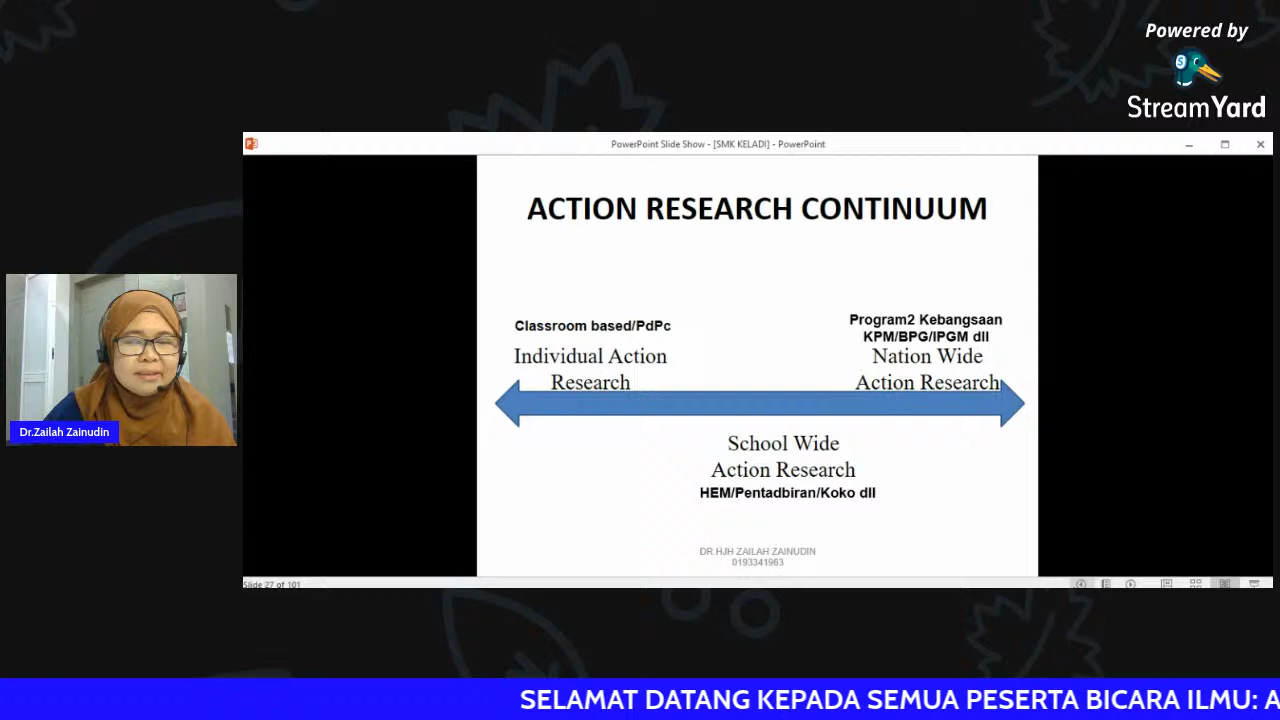 Powered by
StreamYard
PowerPoint Slide Show - [SMK KELADI] - PowerPoint
ACTION RESEARCH CONTINUUM
Classroom based/PdPc
Individual Action
Research
Program2 Kebangsaan
KPM/BPG/IPGM dll
Nation Wide
Action Research
School Wide
Action Research
HEM/Pentadbiran/Koko dll
DR.HJH ZAILAH ZAINUDIN
0193341963
Slide 27 of 101
Dr.Zailah Zainudin
SELAMAT DATANG KEPADA SEMUA PESERTA BICARA ILMU: A